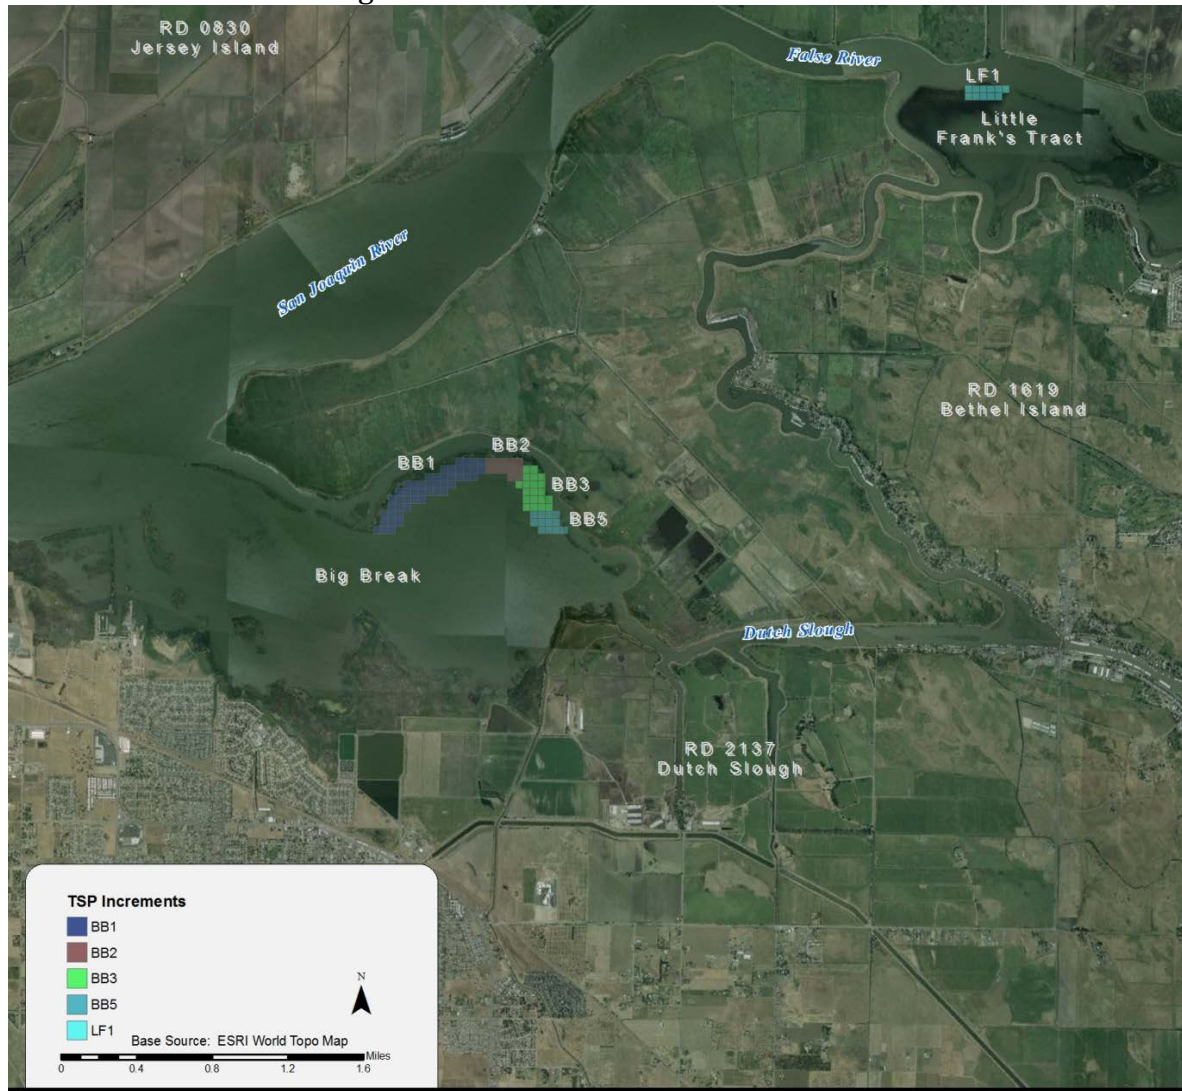 RD 0830
Jersey Island
False River
LF1
Little
Frank's Tract
San Joaquin River
RD 1619
Bethel Island
BB1
BB2
BB3
BB5
Big Break
Dutch Slough
RD 2137
Dutch Slough
TSP Increments
BB1
BB2
BB3
BB5
LF1
N
Base Source: ESRI World Topo Map
Miles
0 0.4 0.8 1.2 1.6